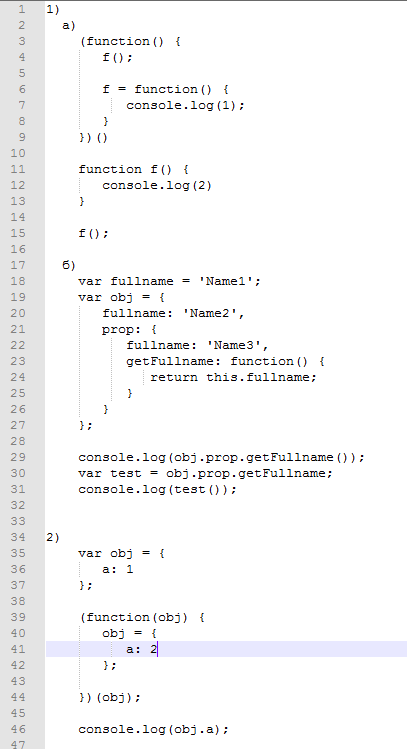 1 1)
2 а)
3 (function() {
4 f();
5
6 f = function() {
7 console.log(1);
8 }
9 })()
10
11 function f() {
12 console.log(2)
13 }
14
15 f();
16
17 б)
18 var fullname = 'Name1';
19 var obj = {
20 fullname: 'Name2',
21 prop: {
22 fullname: 'Name3',
23 getFullname: function() {
24 return this.fullname;
25 }
26 }
27 };
28
29 console.log(obj.prop.getFullname());
30 var test = obj.prop.getFullname;
31 console.log(test());
32
33
34 2)
35 var obj = {
36 a: 1
37 };
38
39 (function(obj) {
40 obj = {
41 a: 2
42 };
43
44 })(obj);
45
46 console.log(obj.a);
47